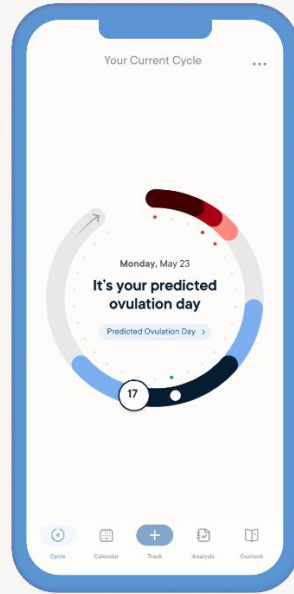 Your Current Cycle
Monday, May 23
It's your predicted
ovulation day
Predicted Ovulation Day >
17
Cycle
Calendar
Track
Analysis
Content